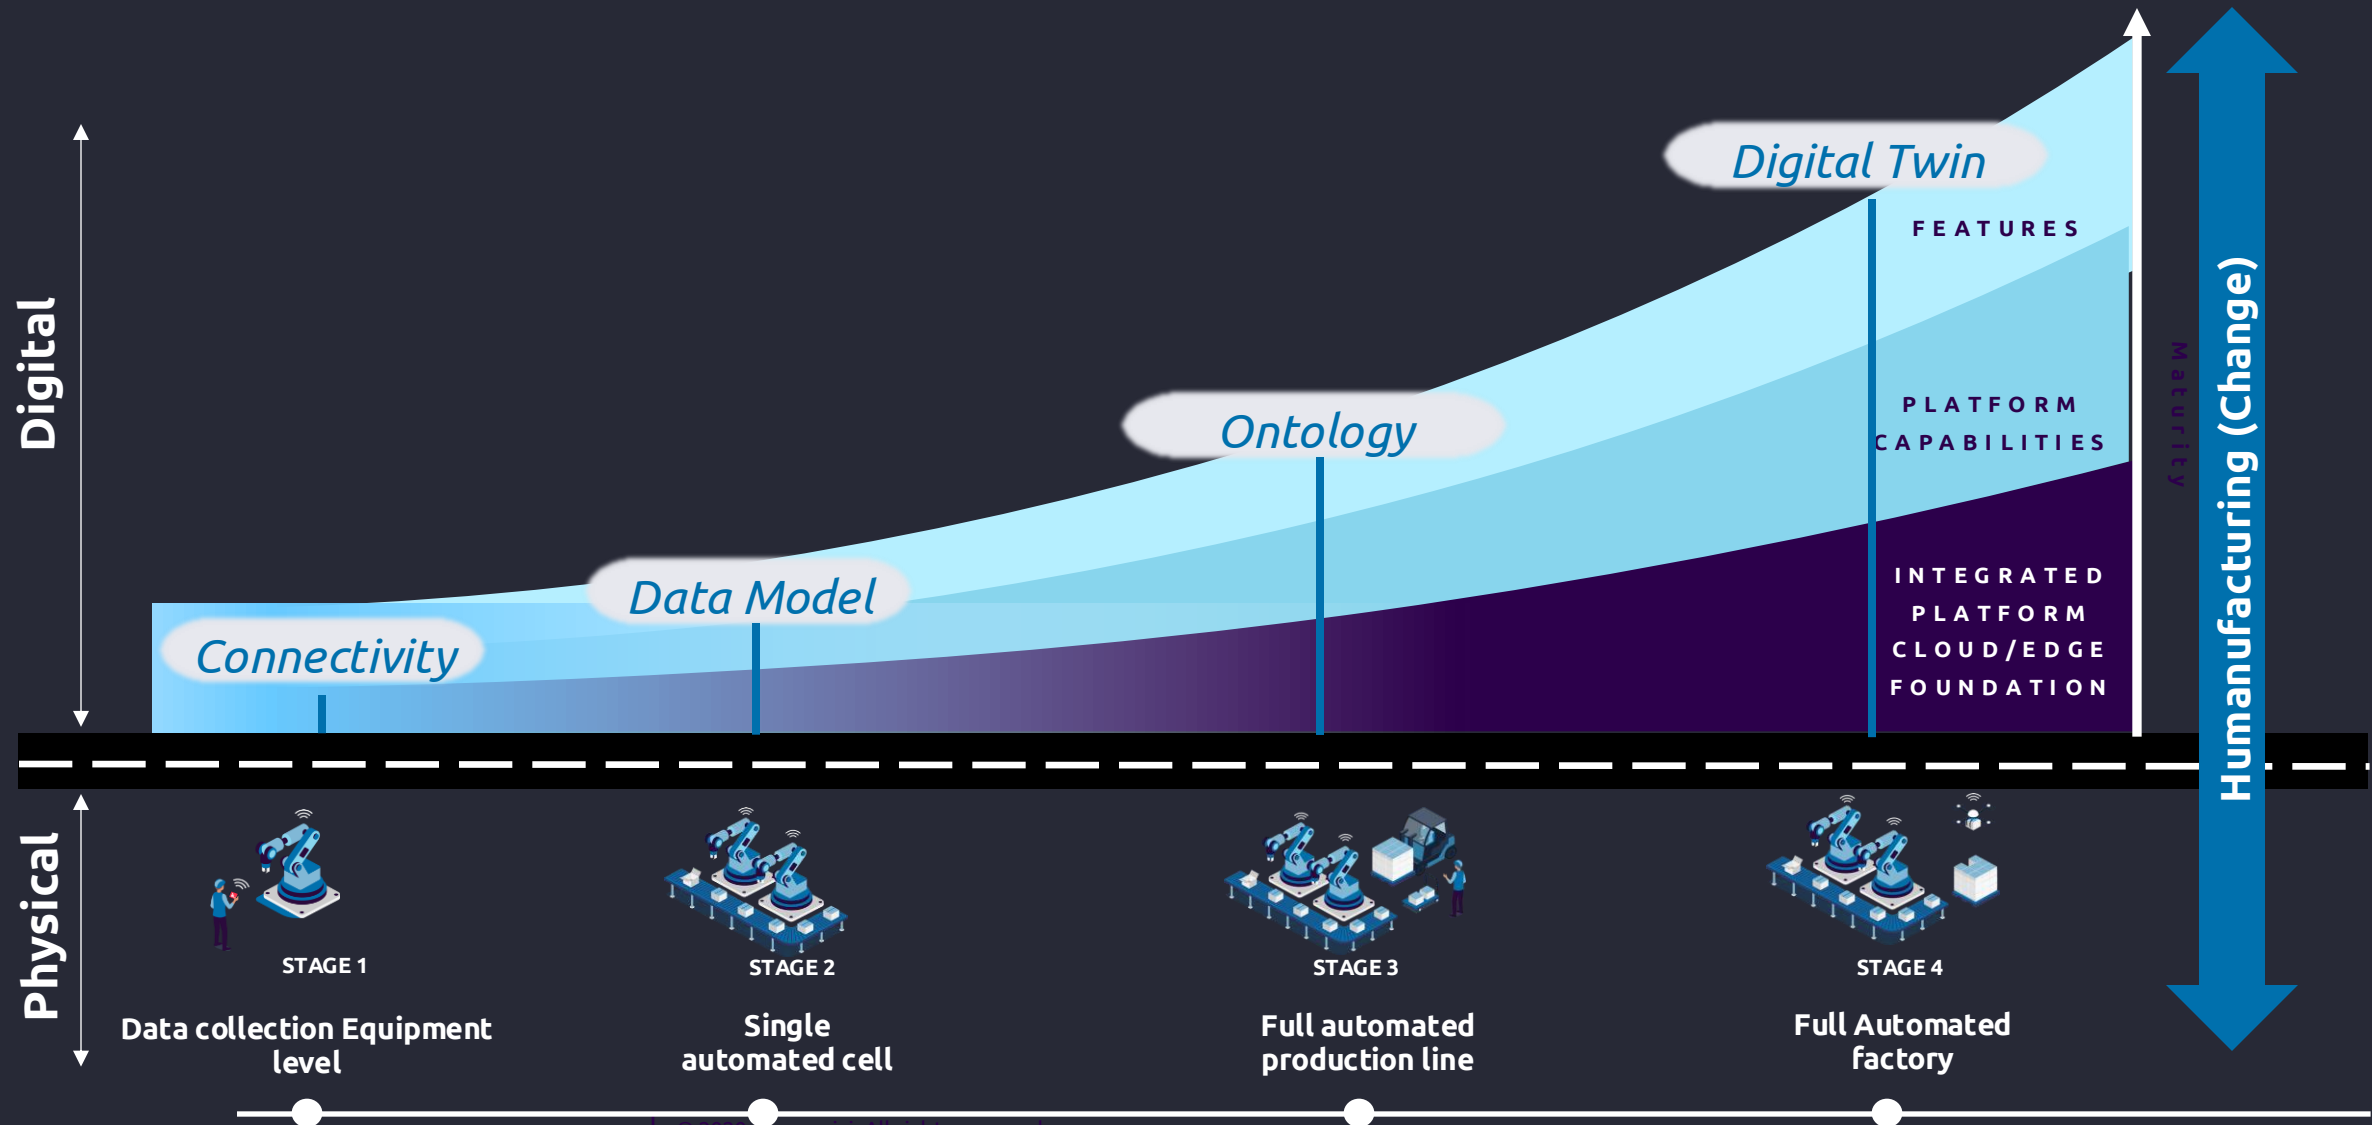 Digital Twin
FEATURES
Digital
Humanufacturing (Change)
Maturity
PLATFORM
CAPABILITIES
Ontology
Data Model
INTEGRATED
PLATFORM
CLOUD/EDGE
FOUNDATION
Connectivity
Physical
STAGE 1
STAGE 2
STAGE 3
STAGE 4
Data collection Equipment
level
Single
automated cell
Full automated
production line
Full Automated
factory